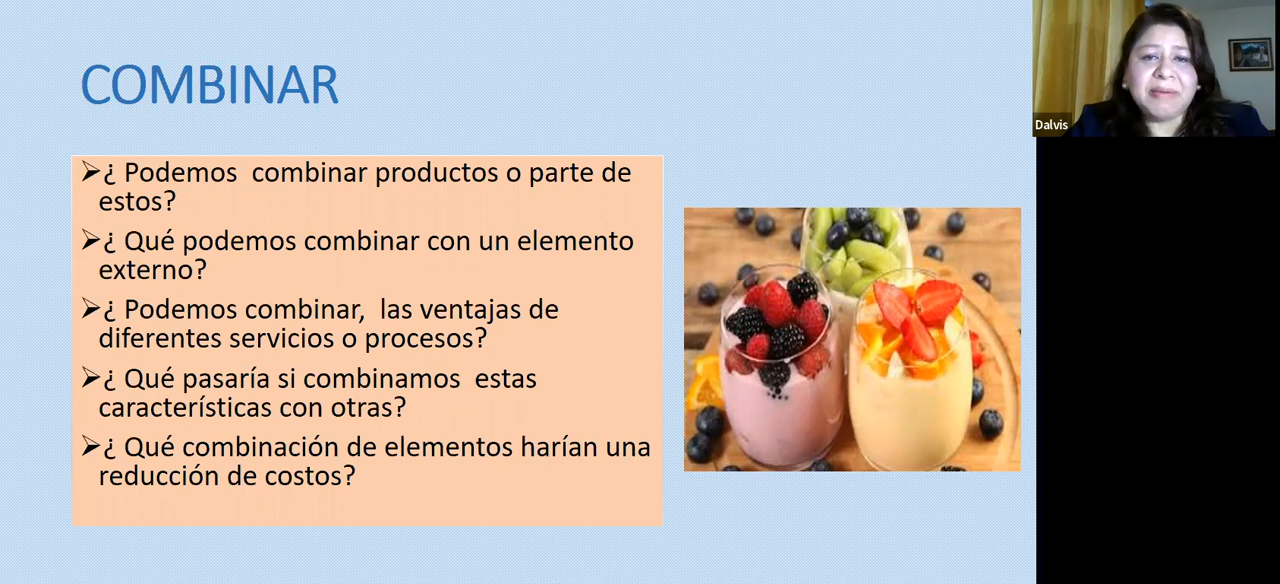 COMBINAR
➢¿ Podemos  combinar productos o parte de
estos?
➢¿ Qué podemos combinar con un elemento
externo?
➢¿ Podemos combinar,  las ventajas de
diferentes servicios o procesos?
➢¿ Qué pasaría si combinamos  estas
características con otras?
➢¿ Qué combinación de elementos harían una
reducción de costos?
Dalvis